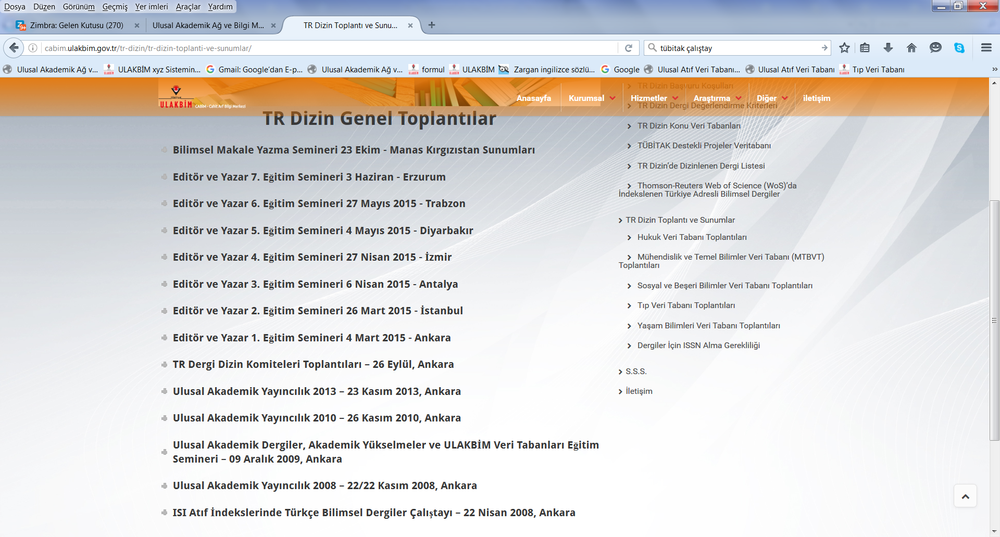 Dosya Düzen Görünüm Geçmiş Yer imleri Araçlar Yardım
Zimbra: Gelen Kutusu (270)
Ulusal Akademik Ağ ve Bilgi M...
TR Dizin Toplantı ve Sunu...
cabim.ulakbim.gov.tr/tr-dizin/tr-dizin-toplanti-ve-sunumlar/
tübitak çalıştay
Ulusal Akademik Ağ v...
ULAKBİM xyz Sistemin...
Gmail: Google'dan E-p...
Ulusal Akademik Ağ v...
formul
ULAKBİM
Zargan ingilizce sözlü...
Google
Ulusal Atıf Veri Tabanı...
Ulusal Atıf Veri Tabanı
Tıp Veri Tabanı
TÜBİTAK
ULAKBİM CABİM - Cahit Arf Bilgi Merkezi
Anasayfa Kurumsal Hizmetler Araştırma Diğer iletişim
TR Dizin Genel Toplantılar
Bilimsel Makale Yazma Semineri 23 Ekim - Manas Kırgızıstan Sunumları
Editör ve Yazar 7. Eğitim Semineri 3 Haziran - Erzurum
Editör ve Yazar 6. Eğitim Semineri 27 Mayıs 2015 - Trabzon
Editör ve Yazar 5. Eğitim Semineri 4 Mayıs 2015 - Diyarbakır
Editör ve Yazar 4. Eğitim Semineri 27 Nisan 2015 - İzmir
Editör ve Yazar 3. Eğitim Semineri 6 Nisan 2015 - Antalya
Editör ve Yazar 2. Eğitim Semineri 26 Mart 2015 - İstanbul
Editör ve Yazar 1. Eğitim Semineri 4 Mart 2015 - Ankara
TR Dergi Dizin Komiteleri Toplantıları – 26 Eylül, Ankara
Ulusal Akademik Yayıncılık 2013 – 23 Kasım 2013, Ankara
Ulusal Akademik Yayıncılık 2010 – 26 Kasım 2010, Ankara
Ulusal Akademik Dergiler, Akademik Yükselmeler ve ULAKBİM Veri Tabanları Eğitim
Semineri – 09 Aralık 2009, Ankara
Ulusal Akademik Yayıncılık 2008 – 22/22 Kasım 2008, Ankara
ISI Atıf İndekslerinde Türkçe Bilimsel Dergiler Çalıştayı – 22 Nisan 2008, Ankara
TR Dizin Başvuru Koşulları
TR Dizin Dergi Değerlendirme Kriterleri
TR Dizin Konu Veri Tabanları
TÜBİTAK Destekli Projeler Veritabanı
TR Dizin'de Dizinlenen Dergi Listesi
Thomson-Reuters Web of Science (WoS)'da
İndekslenen Türkiye Adresli Bilimsel Dergiler
TR Dizin Toplantı ve Sunumlar
Hukuk Veri Tabanı Toplantıları
Mühendislik ve Temel Bilimler Veri Tabanı (MTBVT)
Toplantıları
Sosyal ve Beşeri Bilimler Veri Tabanı Toplantıları
Tıp Veri Tabanı Toplantıları
Yaşam Bilimleri Veri Tabanı Toplantıları
Dergiler İçin ISSN Alma Gerekliliği
S.S.S.
İletişim